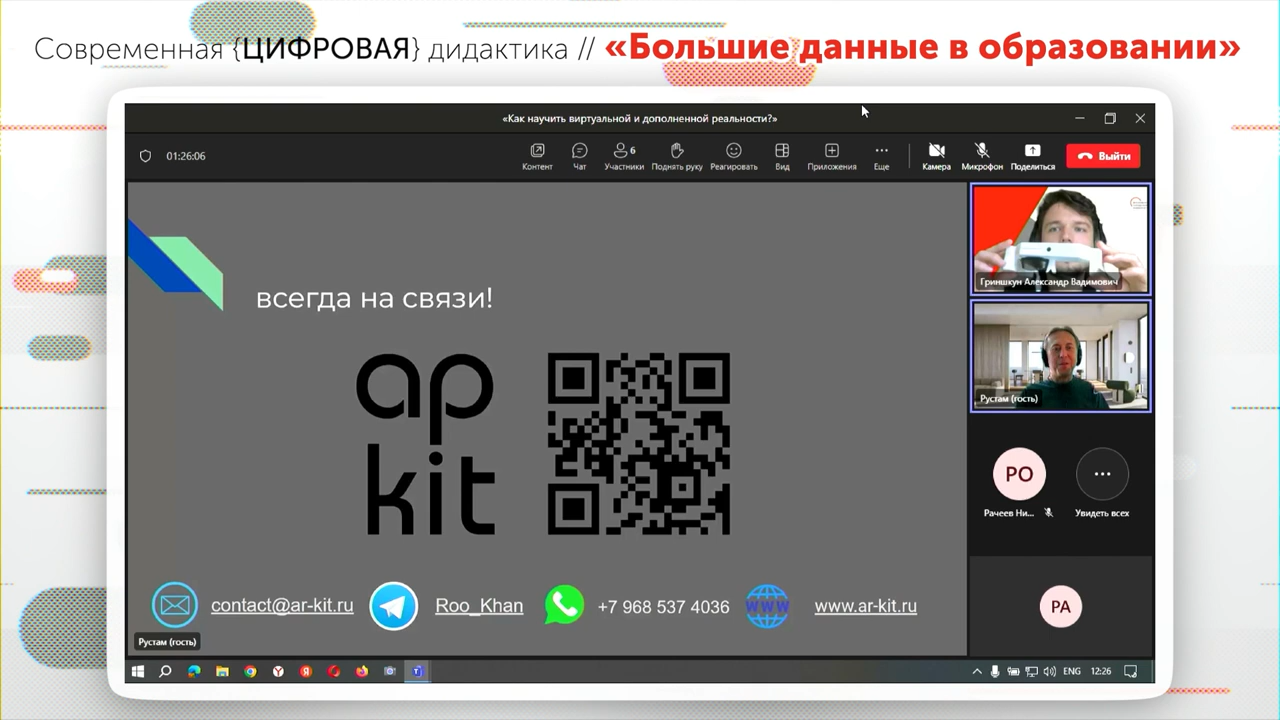 Современная {ЦИФРОВАЯ} дидактика // «Большие данные в образовании»
«Как научить виртуальной и дополненной реальности?»
01:26:06
6
Контент Чат Участники Поднять руку Реагировать Вид Приложения Еще Камера Микрофон Поделиться Выйти
всегда на связи!
ap
kit
contact@ar-kit.ru Roo_Khan +7 968 537 4036 WWW www.ar-kit.ru
Рустам (гость)
Гриншкун Александр Вадимович
Рустам (гость)
РО
Рачеев Ни... Увидеть всех
РА
ENG 12:26